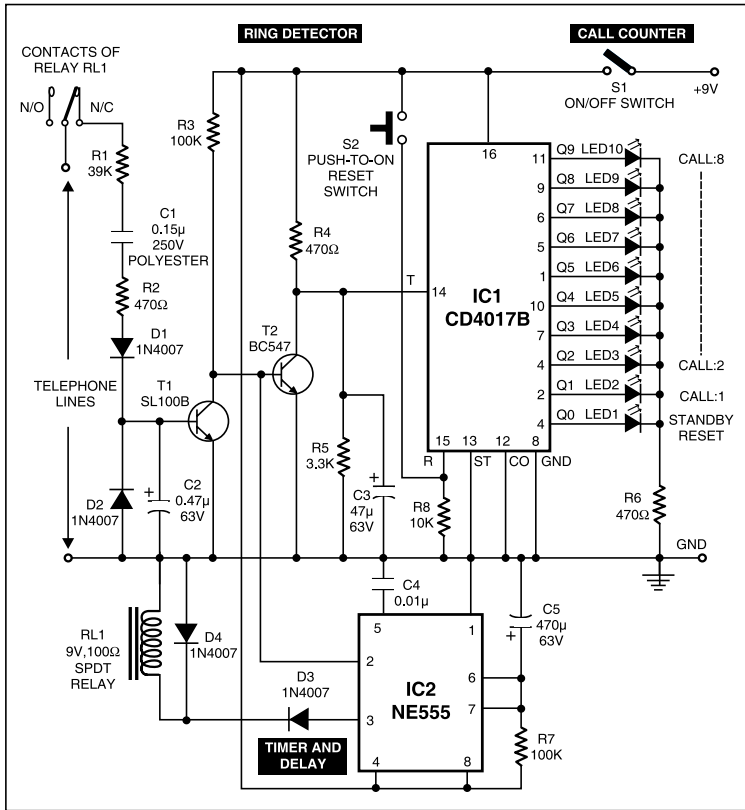 RING DETECTOR
CALL COUNTER
CONTACTS OF
RELAY RL1
N/O
N/C
S1
ON/OFF SWITCH
+9V
R1
39K
R3
100K
S2
PUSH-TO-ON
RESET
SWITCH
C1
0.15µ
250V
POLYESTER
R2
470Ω
R4
470Ω
D1
1N4007
T1
SL100B
T2
BC547
TELEPHONE
LINES
D2
1N4007
C2
0.47µ
63V
R5
3.3K
C3
47µ
63V
T
14
16
IC1
CD4017B
11 Q9 LED10 CALL:8
9 Q8 LED9
6 Q7 LED8
5 Q6 LED7
1 Q5 LED6
10 Q4 LED5
7 Q3 LED4
4 Q2 LED3 CALL:2
2 Q1 LED2 CALL:1
4 Q0 LED1 STANDBY
RESET
15 13 12 8
R ST CO GND
R8
10K
R6
470Ω
GND
C4
0.01µ
C5
470µ
63V
RL1
9V,100Ω
SPDT
RELAY
D4
1N4007
D3
1N4007
5
1
2
6
IC2
NE555
3
7
4
8
R7
100K
TIMER AND
DELAY